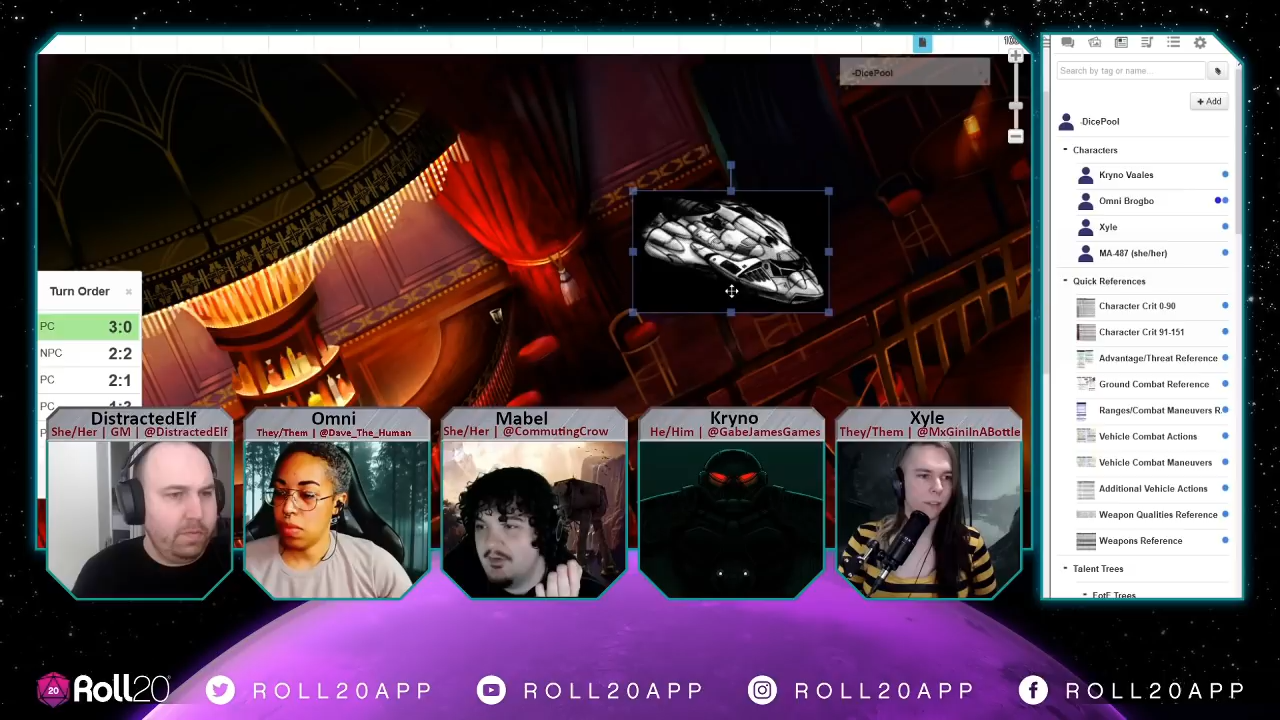 -DicePool
Search by tag or name...
+ Add
-DicePool
- Characters
Kryno Vaales
Omni Brogbo
Xyle
MA-487 (she/her)
- Quick References
Character Crit 0-90
Character Crit 91-151
Advantage/Threat Reference
Ground Combat Reference
Ranges/Combat Maneuvers R.
Vehicle Combat Actions
Vehicle Combat Maneuvers
Additional Vehicle Actions
Weapon Qualities Reference
Weapons Reference
- Talent Trees
- EotE Trees
Turn Order ×
PC 3:0
NPC 2:2
PC 2:1
PC
DistractedElf
She/Her | GM | @DistractedElf
Omni
They/Them | @Dave_The_Human
Mabel
She/Her | @CommutingCrow
Kryno
He/Him | @GabeJamesGames
Xyle
They/Them | @MxGiniInABottle
20 Roll20
ROLL20APP
ROLL20APP
ROLL20APP
ROLL20APP